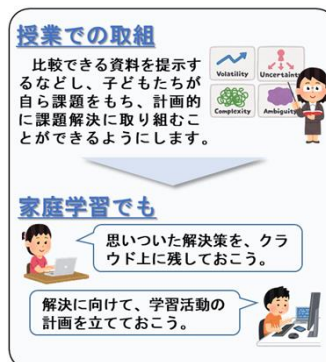 授業での取組
比較できる資料を提示
するなどし、子どもたちが
自ら課題をもち、計画的
に課題解決に取り組むこ
とができるようにします。
Volatility
Uncertaint
Complexity
Ambiguity
家庭学習でも
思いついた解決策を、クラ
ウド上に残しておこう。
解決に向けて、学習活動の
計画を立てておこう。